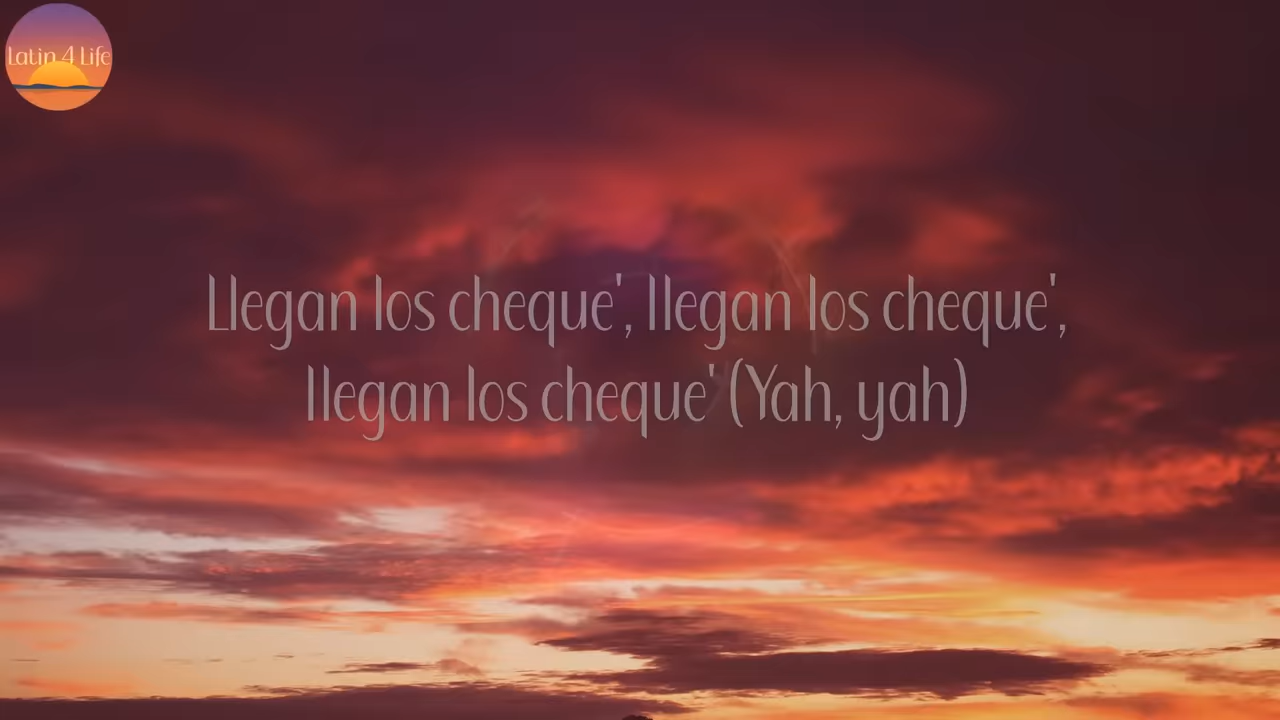 Latin 4 Life
Llegan los cheque', llegan los cheque',
llegan los cheque' (Yah, yah)